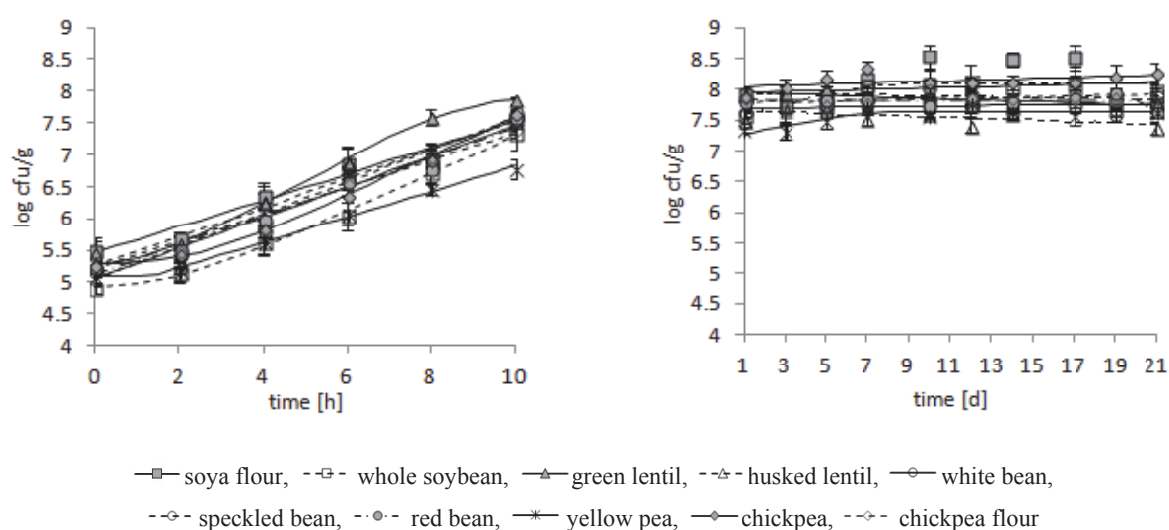 9
8.5
8
7.5
7
6.5
6
5.5
5
4.5
4
log cfu/g
0 2 4 6 8 10
time [h]
9
8.5
8
7.5
7
6.5
6
5.5
5
4.5
4
log cfu/g
1 3 5 7 9 11 13 15 17 19 21
time [d]
soya flour, whole soybean, green lentil, husked lentil, white bean,
speckled bean, red bean, yellow pea, chickpea, chickpea flour